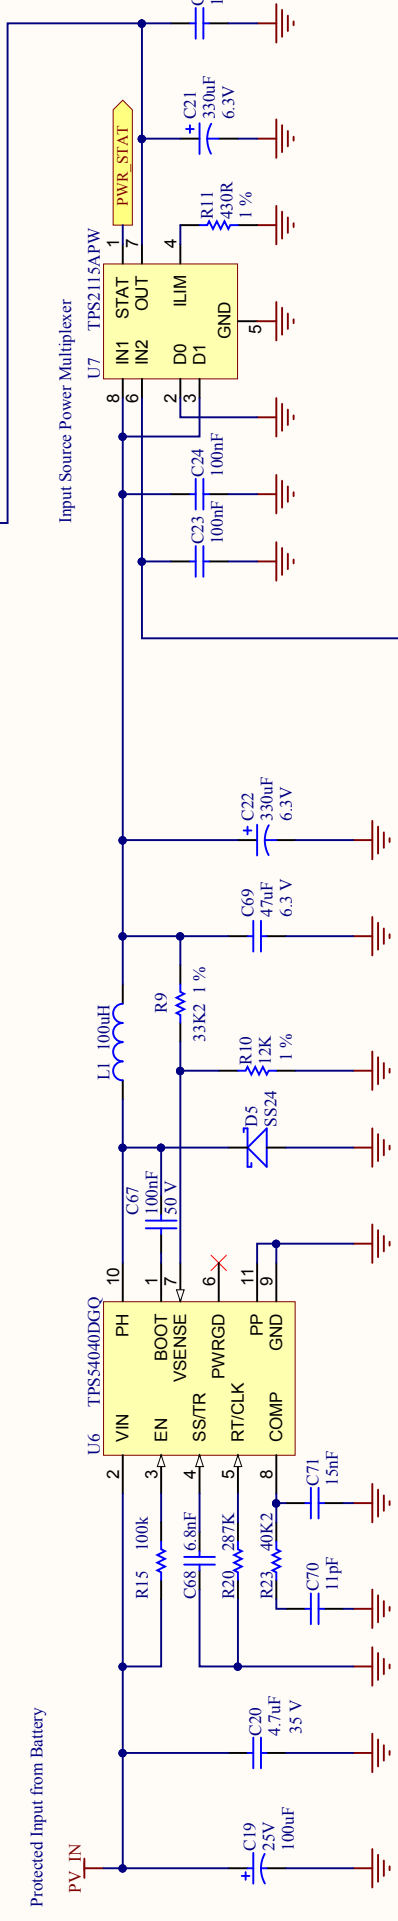 Protected Input from Battery
PV_IN
C19
25V
100uF
C20
4.7uF
35 V
R15 100k
C68 6.8nF
R20 287K
R23 40K2
C70
11pF
C71
15nF
U6 TPS54040DGQ
2 VIN
3 EN
4 SS/TR
5 RT/CLK
8 COMP
PH 10
BOOT 1
VSENSE 7
PWRGD 6
PP 11
GND 9
C67
100nF
50 V
D5
SS24
L1 100uH
R9
33K2 1 %
R10
12K
1 %
C69
47uF
6.3 V
C22
330uF
6.3V
+
+
Input Source Power Multiplexer
C23
100nF
C24
100nF
U7 TPS2115APW
8 IN1
6 IN2
2 D0
3 D1
STAT 1
OUT 7
ILIM 4
GND
5
PWR_STAT
R11
430R
1 %
+
C21
330uF
6.3V